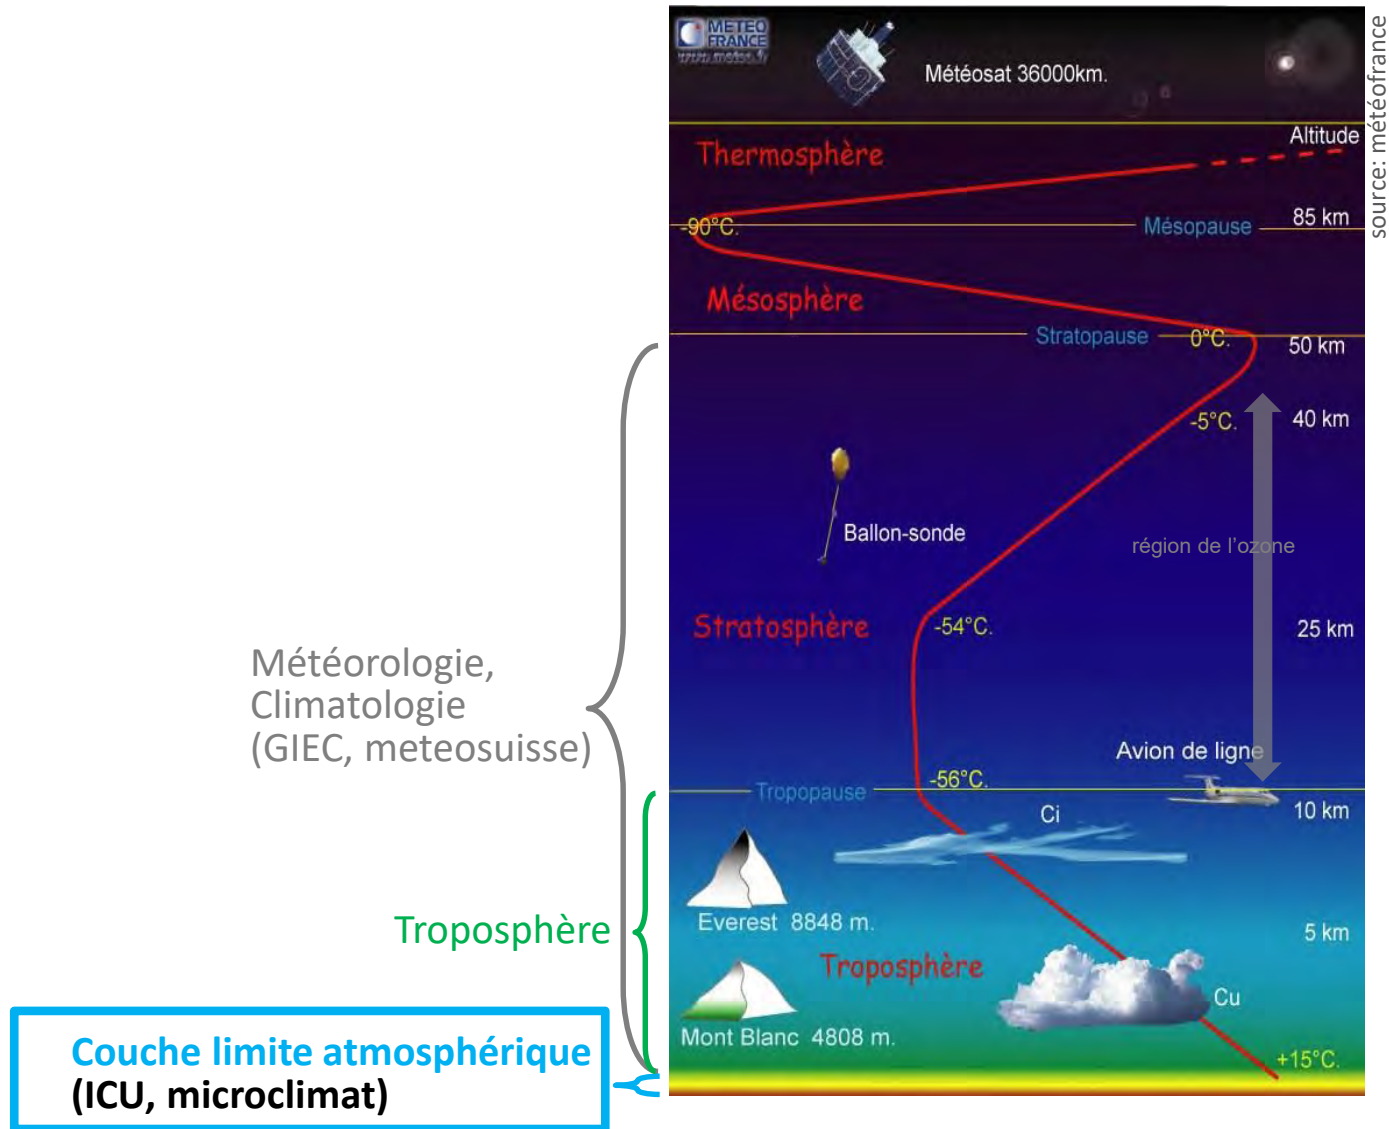 METEO
FRANCE
www.meteo.fr
Météosat 36000km.
source: météofrance
Altitude
Thermosphère
-90°C.
Mésopause
85 km
Mésosphère
Stratopause
0°C.
50 km
-5°C.
40 km
Ballon-sonde
région de l'ozone
Stratosphère
-54°C.
25 km
Météorologie,
Climatologie
(GIEC, meteosuisse)
Avion de ligne
Tropopause
-56°C.
10 km
Ci
Everest 8848 m.
Troposphère
5 km
Troposphère
Cu
Mont Blanc 4808 m.
+15°C.
Couche limite atmosphérique
(ICU, microclimat)